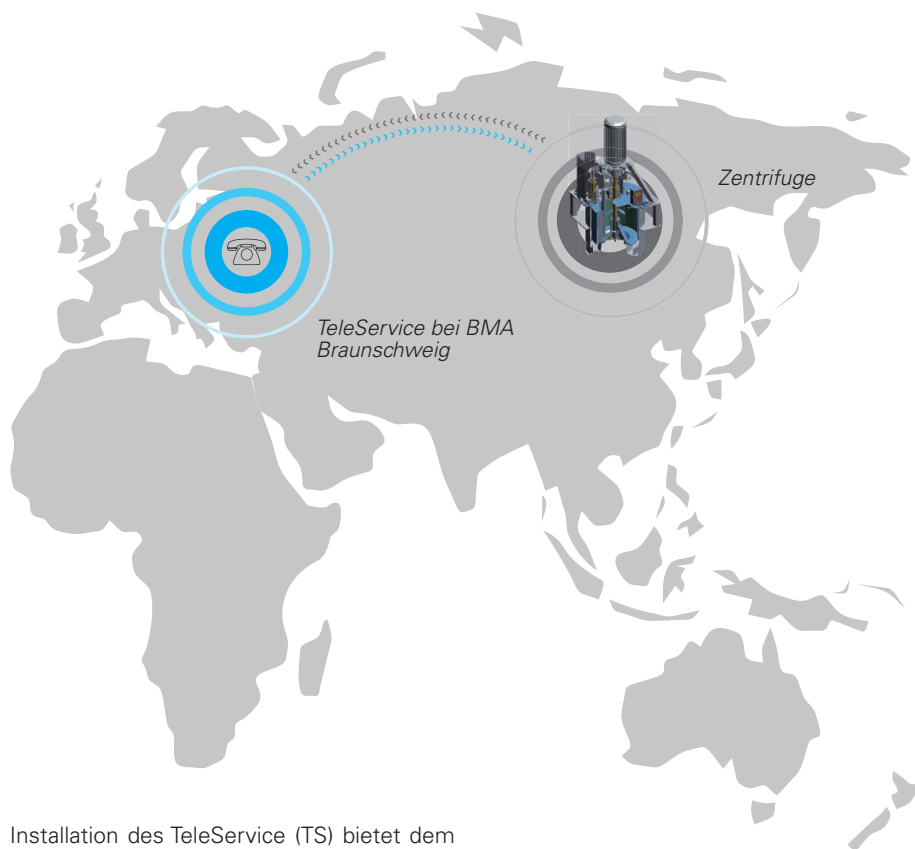 Zentrifuge
TeleService bei BMA
Braunschweig
Installation des TeleService (TS) bietet dem